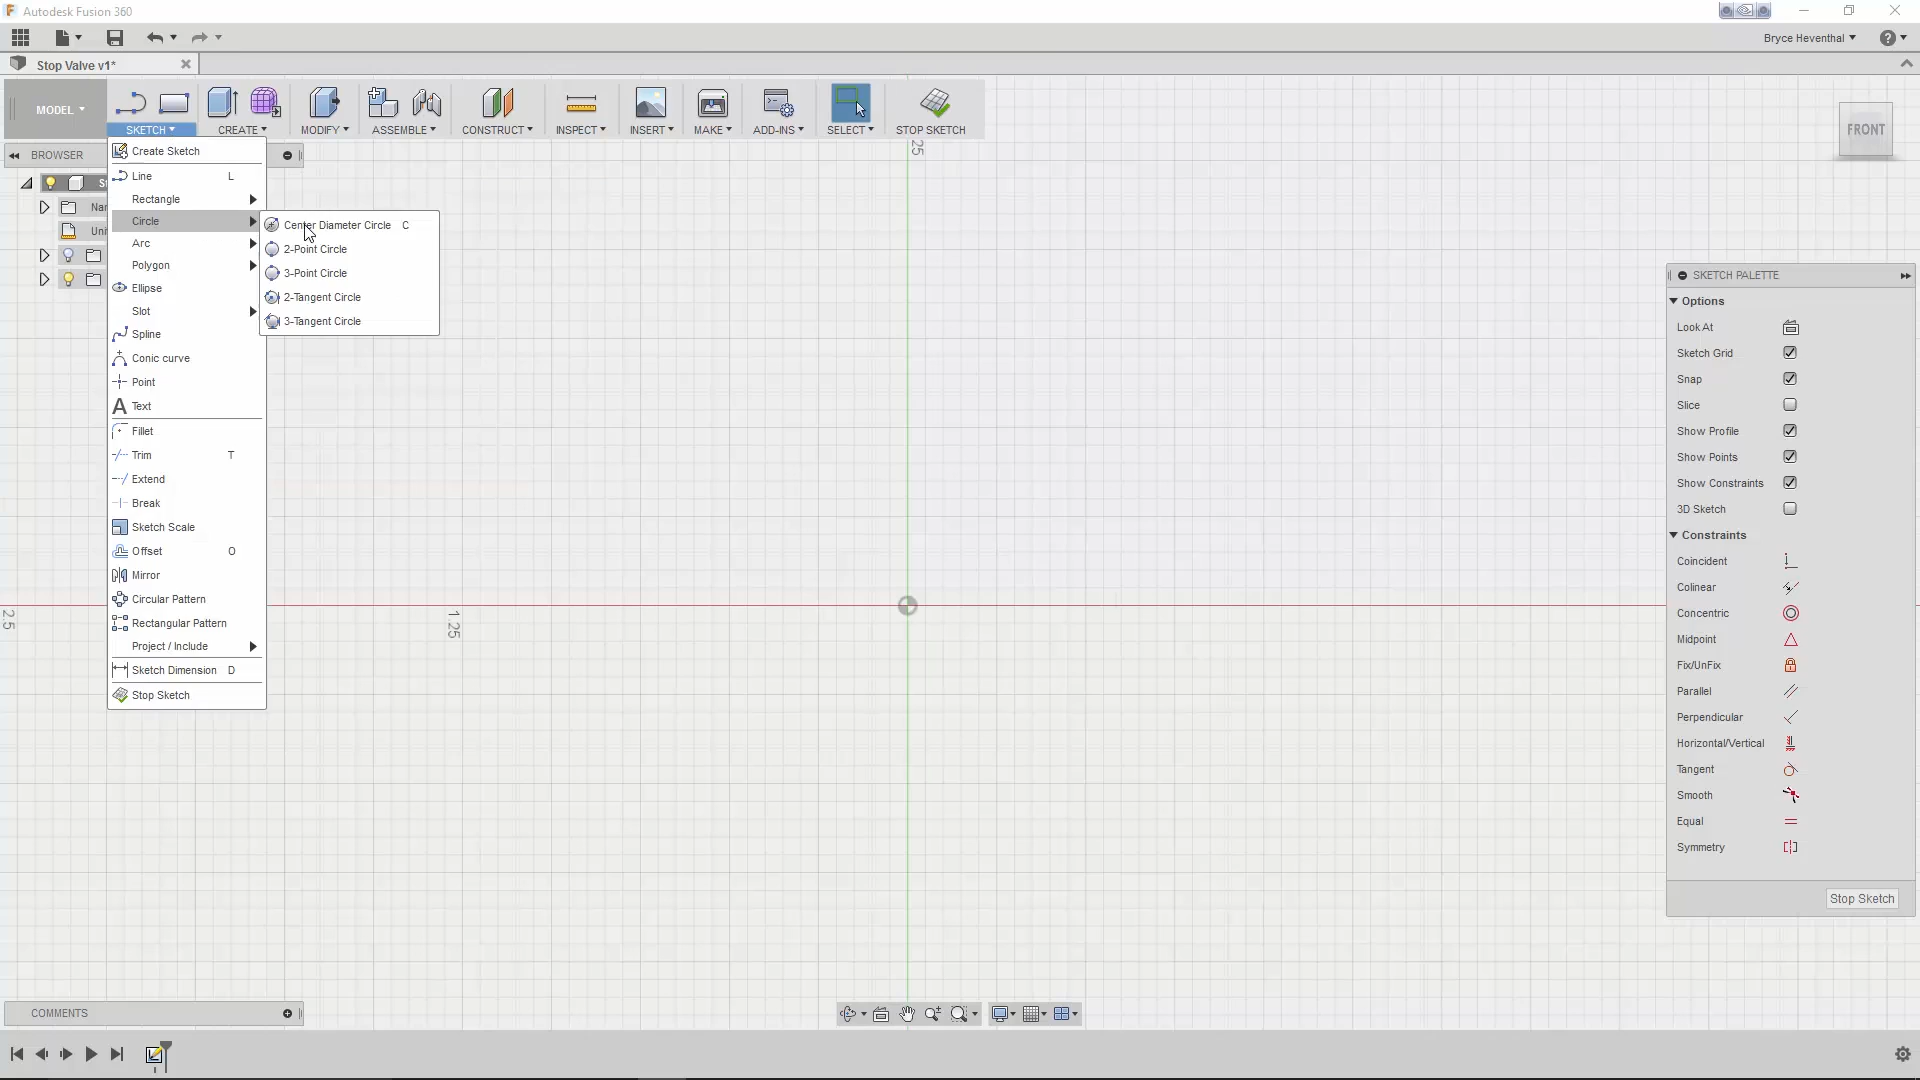 Autodesk Fusion 360
Bryce Heventhal
Stop Valve v1*
MODEL
SKETCH
CREATE
MODIFY
ASSEMBLE
CONSTRUCT
INSPECT
INSERT
MAKE
ADD-INS
SELECT
STOP SKETCH
FRONT
BROWSER
25
Create Sketch
Line L
Rectangle
Circle
Arc
Polygon
Ellipse
Slot
Spline
Conic curve
Point
A Text
Fillet
Trim T
Extend
Break
Sketch Scale
Offset O
Mirror
Circular Pattern
Rectangular Pattern
Project / Include
Sketch Dimension D
Stop Sketch
Center Diameter Circle C
2-Point Circle
3-Point Circle
2-Tangent Circle
3-Tangent Circle
2.5
1.25
SKETCH PALETTE
Options
Look At
Sketch Grid
Snap
Slice
Show Profile
Show Points
Show Constraints
3D Sketch
Constraints
Coincident
Colinear
Concentric
Midpoint
Fix/UnFix
Parallel
Perpendicular
Horizontal/Vertical
Tangent
Smooth
Equal
Symmetry
Stop Sketch
COMMENTS